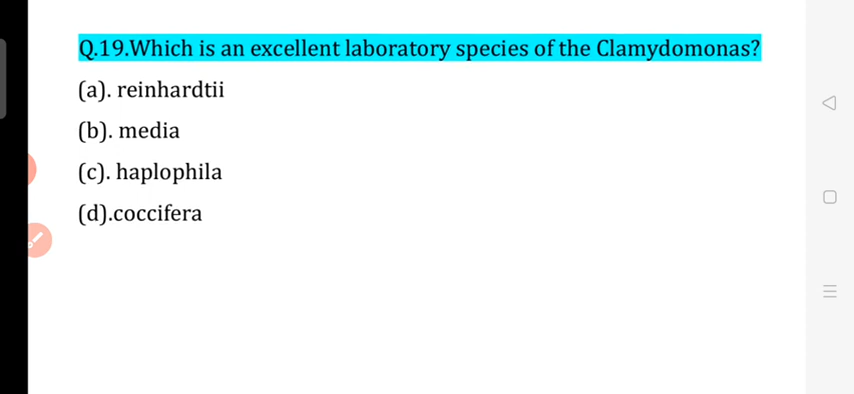 Q.19.Which is an excellent laboratory species of the Clamydomonas?
(a). reinhardtii
(b). media
(c). haplophila
(d).coccifera